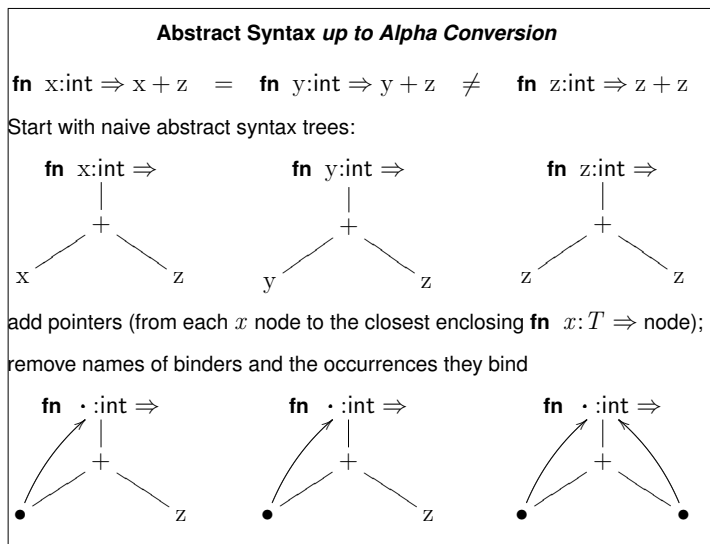 Abstract Syntax up to Alpha Conversion
fn x:int ⇒ x + z = fn y:int ⇒ y + z ≠ fn z:int ⇒ z + z
Start with naive abstract syntax trees:
fn x:int ⇒ fn y:int ⇒ fn z:int ⇒
+ + +
x z y z z z
add pointers (from each x node to the closest enclosing fn x:T ⇒ node);
remove names of binders and the occurrences they bind
fn · :int ⇒ fn · :int ⇒ fn · :int ⇒
+ + +
• z • z • •